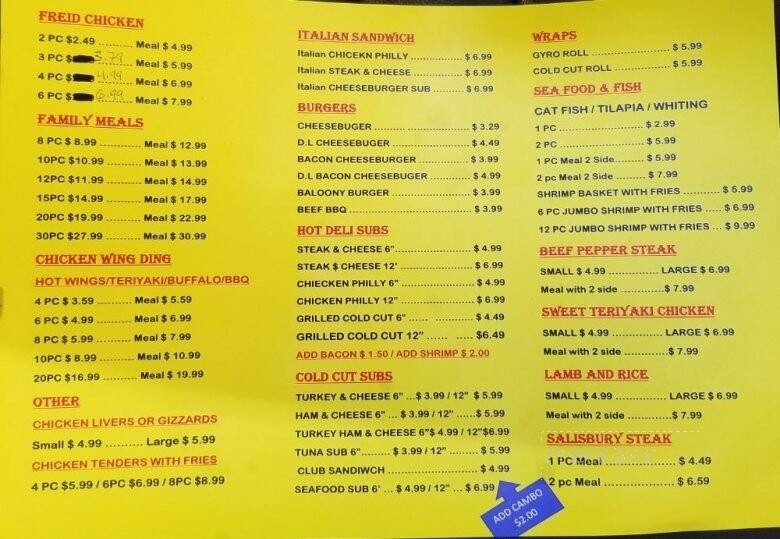 FREID CHICKEN
2 PC $2.49 ........... Meal $ 4.99
3 PC $ 3.79 ... Meal $ 5.99
4 PC $ 4.99 ... Meal $ 6.99
6 PC $ 6.99 ... Meal $ 7.99
FAMILY MEALS
8 PC $ 8.99 ........... Meal $ 12.99
10PC $10.99 ........... Meal $ 13.99
12PC $11.99 ........... Meal $ 14.99
15PC $14.99 ........... Meal $ 17.99
20PC $19.99 ........... Meal $ 22.99
30PC $27.99 ........... Meal $ 30.99
CHICKEN WING DING
HOT WINGS/TERIYAKI/BUFFALO/BBQ
4 PC $ 3.59 ........... Meal $ 5.59
6 PC $ 4.99 ........... Meal $ 6.99
8 PC $ 5.99 ........... Meal $ 7.99
10PC $ 8.99 ........... Meal $ 10.99
20PC $16.99 ........... Meal $ 19.99
OTHER
CHICKEN LIVERS OR GIZZARDS
Small $ 4.99 ........... Large $ 5.99
CHICKEN TENDERS WITH FRIES
4 PC $5.99 / 6PC $6.99 / 8PC $8.99
ITALIAN SANDWICH
Italian CHICEKN PHILLY ................... $ 6.99
Italian STEAK & CHEESE ................. $ 6.99
Italian CHEESEBURGER SUB ........... $ 6.99
BURGERS
CHEESEBUGER ........... ........................ $ 3.29
D.L CHEESEBUGER ........................... $ 4.49
BACON CHEESEBUGER .................... $ 3.99
D.L BACON CHEESEBUGER .............. $ 4.99
BALOONY BURGER .......................... $ 3.99
BEEF BBQ ......................................... $ 3.99
HOT DELI SUBS
STEAK & CHEESE 6" ......................... $ 4.99
STEAK $ CHEESE 12' ........................ $ 6.99
CHIECKEN PHILLY 6" ........................ $ 4.99
CHICKEN PHILLY 12" ........................ $ 6.99
GRILLED COLD CUT 6" ...................... $ 4.49
GRILLED COLD CUT 12" ...... ...... $6.49
ADD BACON $ 1.50 / ADD SHRIMP $ 2.00
COLD CUT SUBS
TURKEY & CHEESE 6" ...$ 3.99 / 12" $ 5.99
HAM & CHEESE 6" ... $ 3.99 / 12" ......$ 5.99
TURKEY HAM & CHEESE 6"$ 4.99 / 12"$6.99
TUNA SUB 6"......... $ 3.99 / 12" ......... $ 5.99
CLUB SANDIWCH ............................. $ 4.99
SEAFOOD SUB 6' ... $ 4.99 / 12" ... $ 6.99
WRAPS
GYRO ROLL ................................ $ 5.99
COLD CUT ROLL ........................ $ 5.99
SEA FOOD & FISH
CAT FISH / TILAPIA / WHITING
1 PC ........................... $ 2.99
2 PC ........................... $ 5.99
1 PC Meal 2 Side......... $ 5.99
2 pc Meal 2 Side ......... $ 7.99
SHRIMP BASKET WITH FRIES ........... $ 5.99
6 PC JUMBO SHRIMP WITH FRIES ..... $ 6.99
12 PC JUMBO SHRIMP WITH FRIES ... $ 9.99
BEEF PEPPER STEAK
SMALL $ 4.99 ................ LARGE $ 6.99
Meal with 2 side ..............$ 7.99
SWEET TERIYAKI CHICKEN
SMALL $ 4.99 ................ LARGE $ 6.99
Meal with 2 side ..............$ 7.99
LAMB AND RICE
SMALL $ 4.99 ................ LARGE $ 6.99
Meal with 2 side ..............$ 7.99
SALISBURY STEAK
1 PC Meal ..................... $ 4.49
2 pc Meal ..................... $ 6.59
ADD CAMBO
$2.00